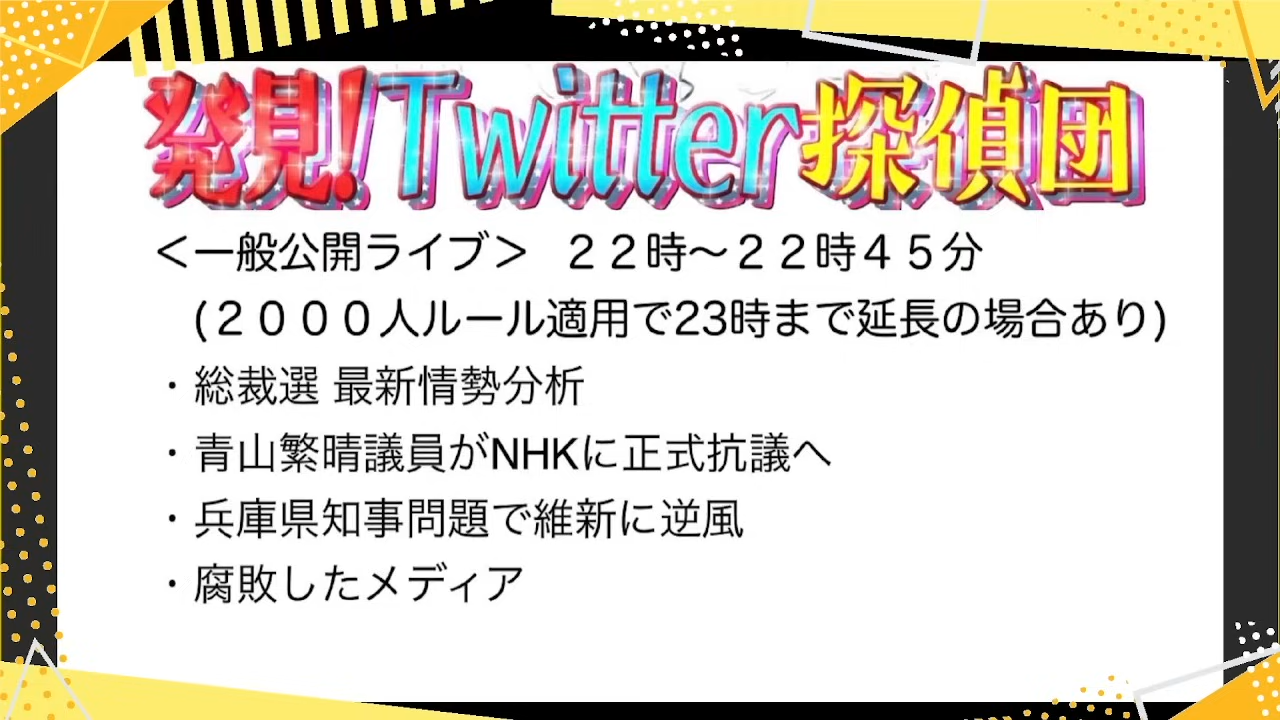 発見!Twitter探偵団
＜一般公開ライブ＞ ２２時～２２時４５分
(２０００人ルール適用で23時まで延長の場合あり)
・総裁選 最新情勢分析
・青山繁晴議員がNHKに正式抗議へ
・兵庫県知事問題で維新に逆風
・腐敗したメディア